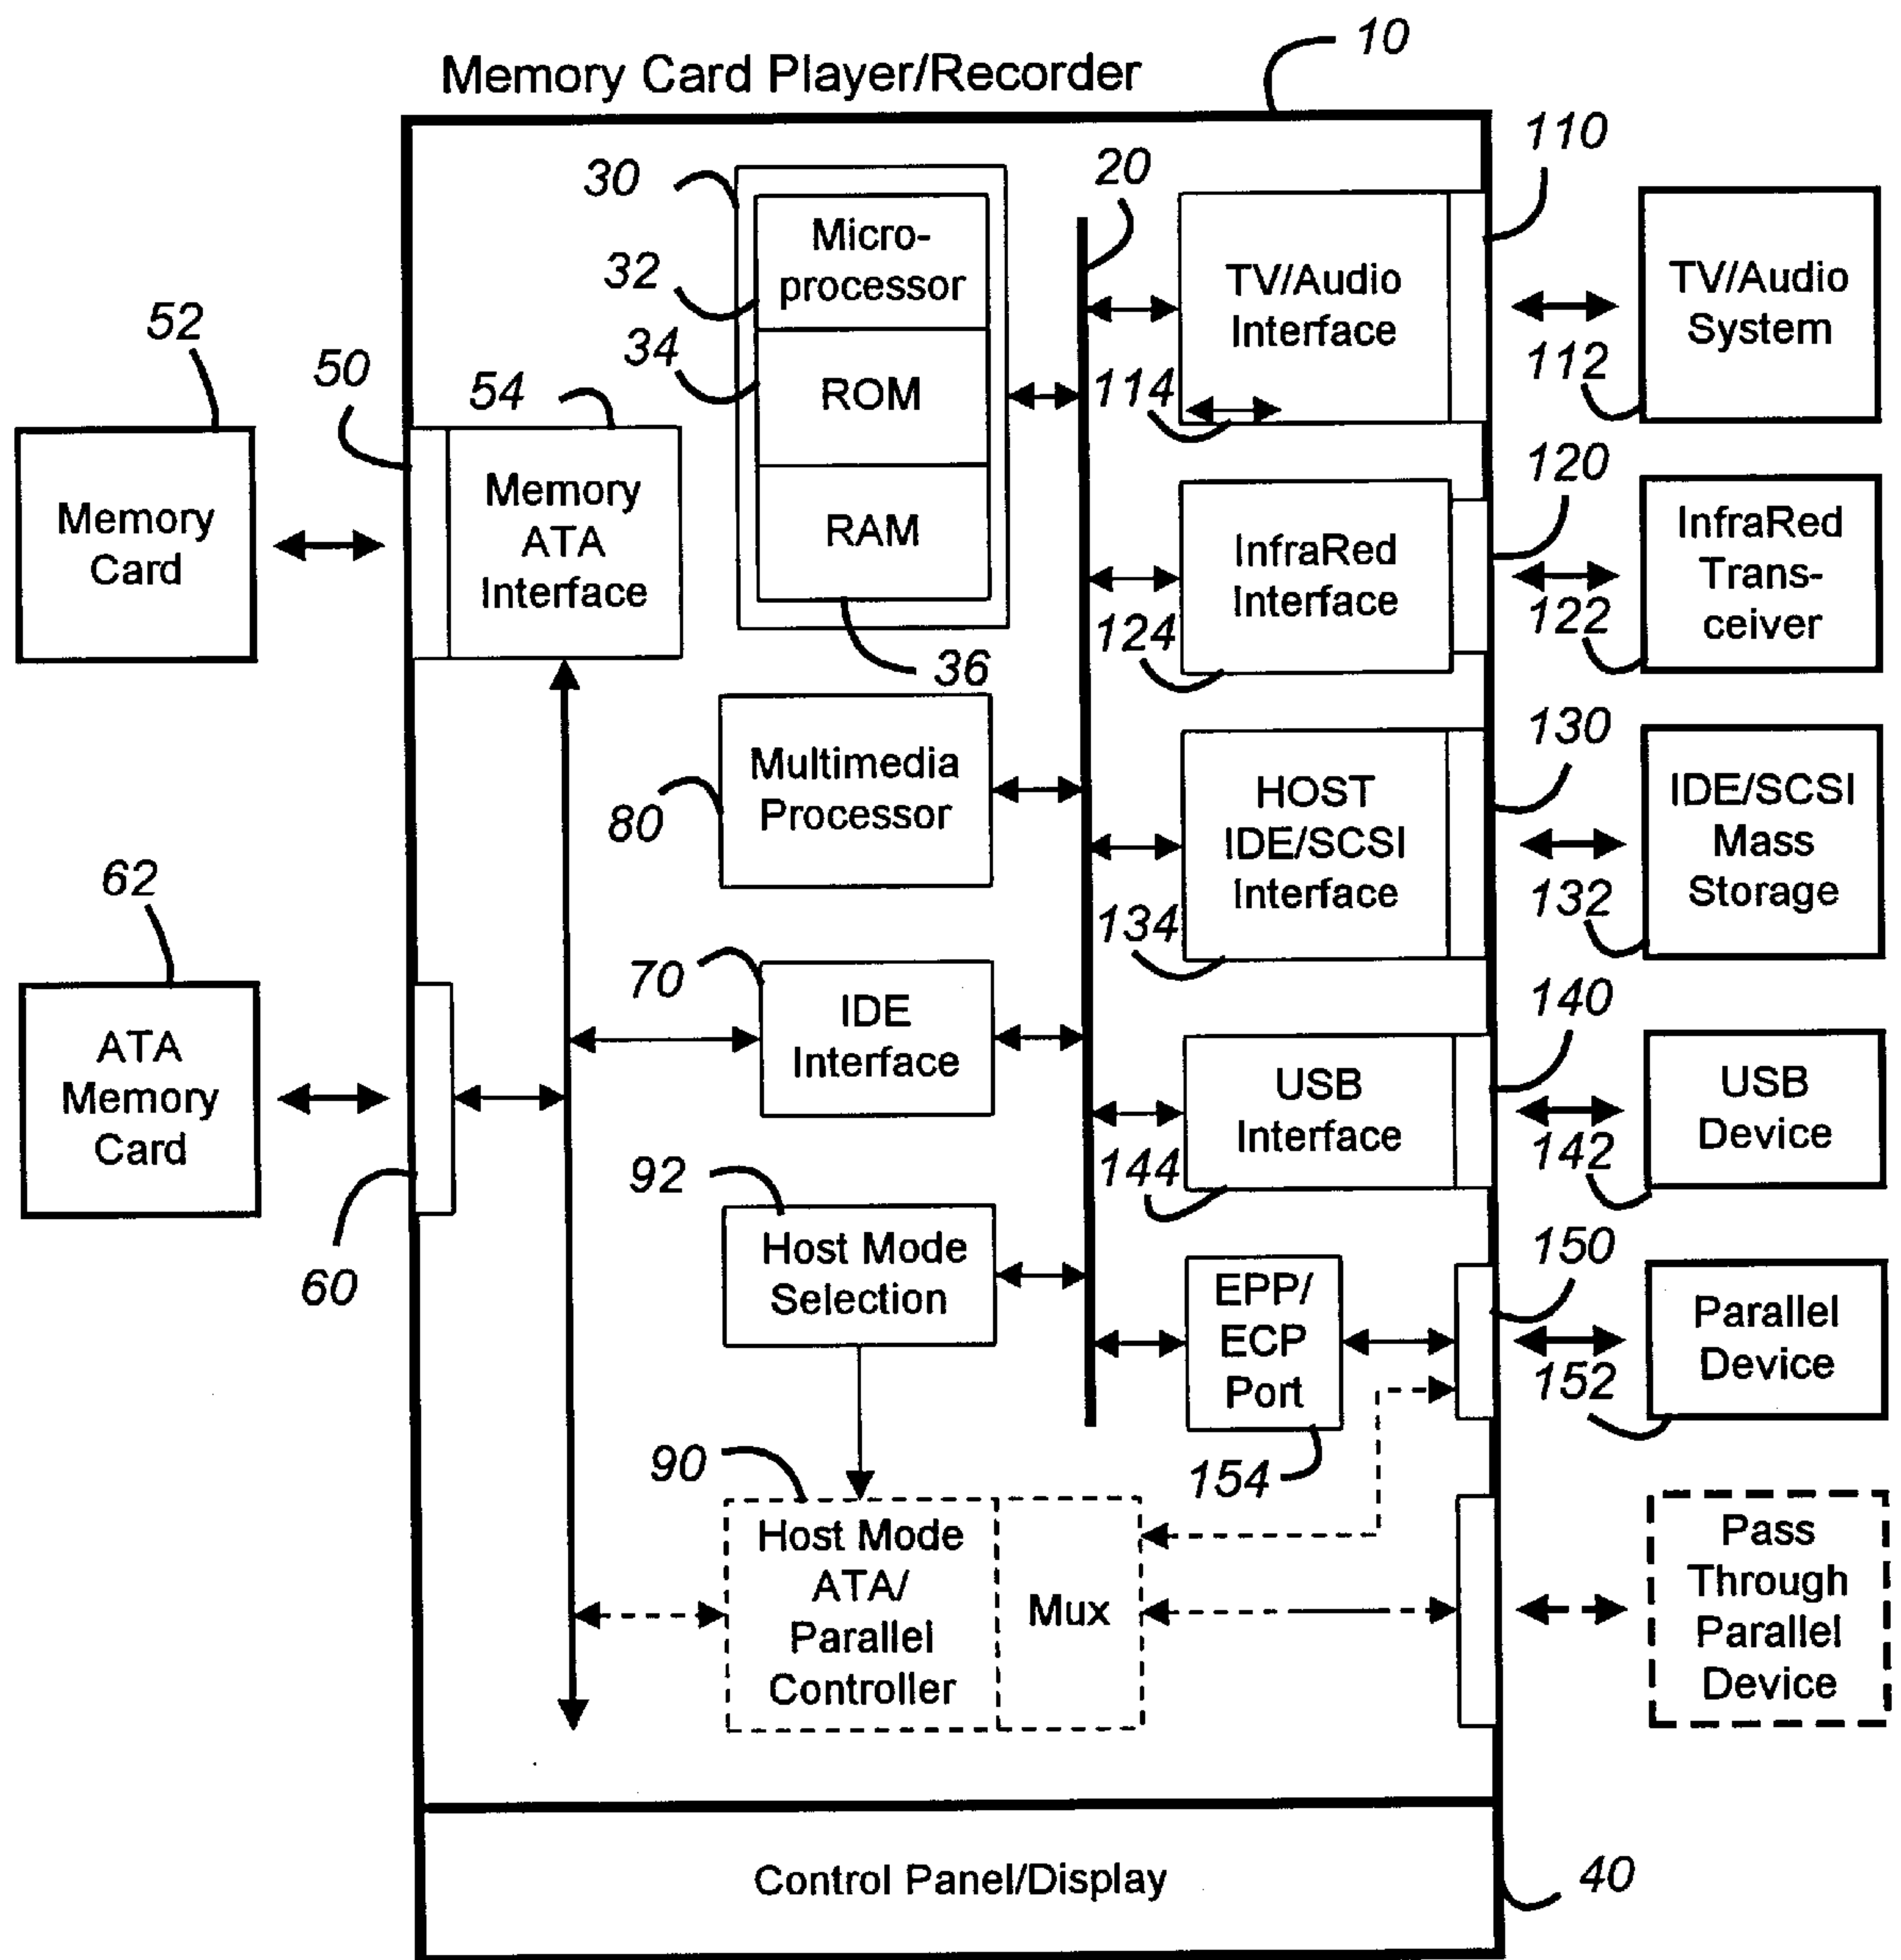 10
Memory Card Player/Recorder
110
30
20
Micro-
processor
32
TV/Audio
Interface
TV/Audio
System
52
34
50
54
ROM
114
112
120
Memory
Card
Memory
ATA
Interface
RAM
InfraRed
Interface
InfraRed
Trans-
ceiver
124
122
36
130
Multimedia
Processor
80
HOST
IDE/SCSI
Interface
IDE/SCSI
Mass
Storage
62
134
132
70
140
IDE
Interface
ATA
Memory
Card
USB
Interface
USB
Device
92
144
142
60
Host Mode
Selection
150
EPP/
ECP
Port
Parallel
Device
152
90
154
Host Mode
ATA/
Parallel
Controller
Mux
Pass
Through
Parallel
Device
Control Panel/Display
40